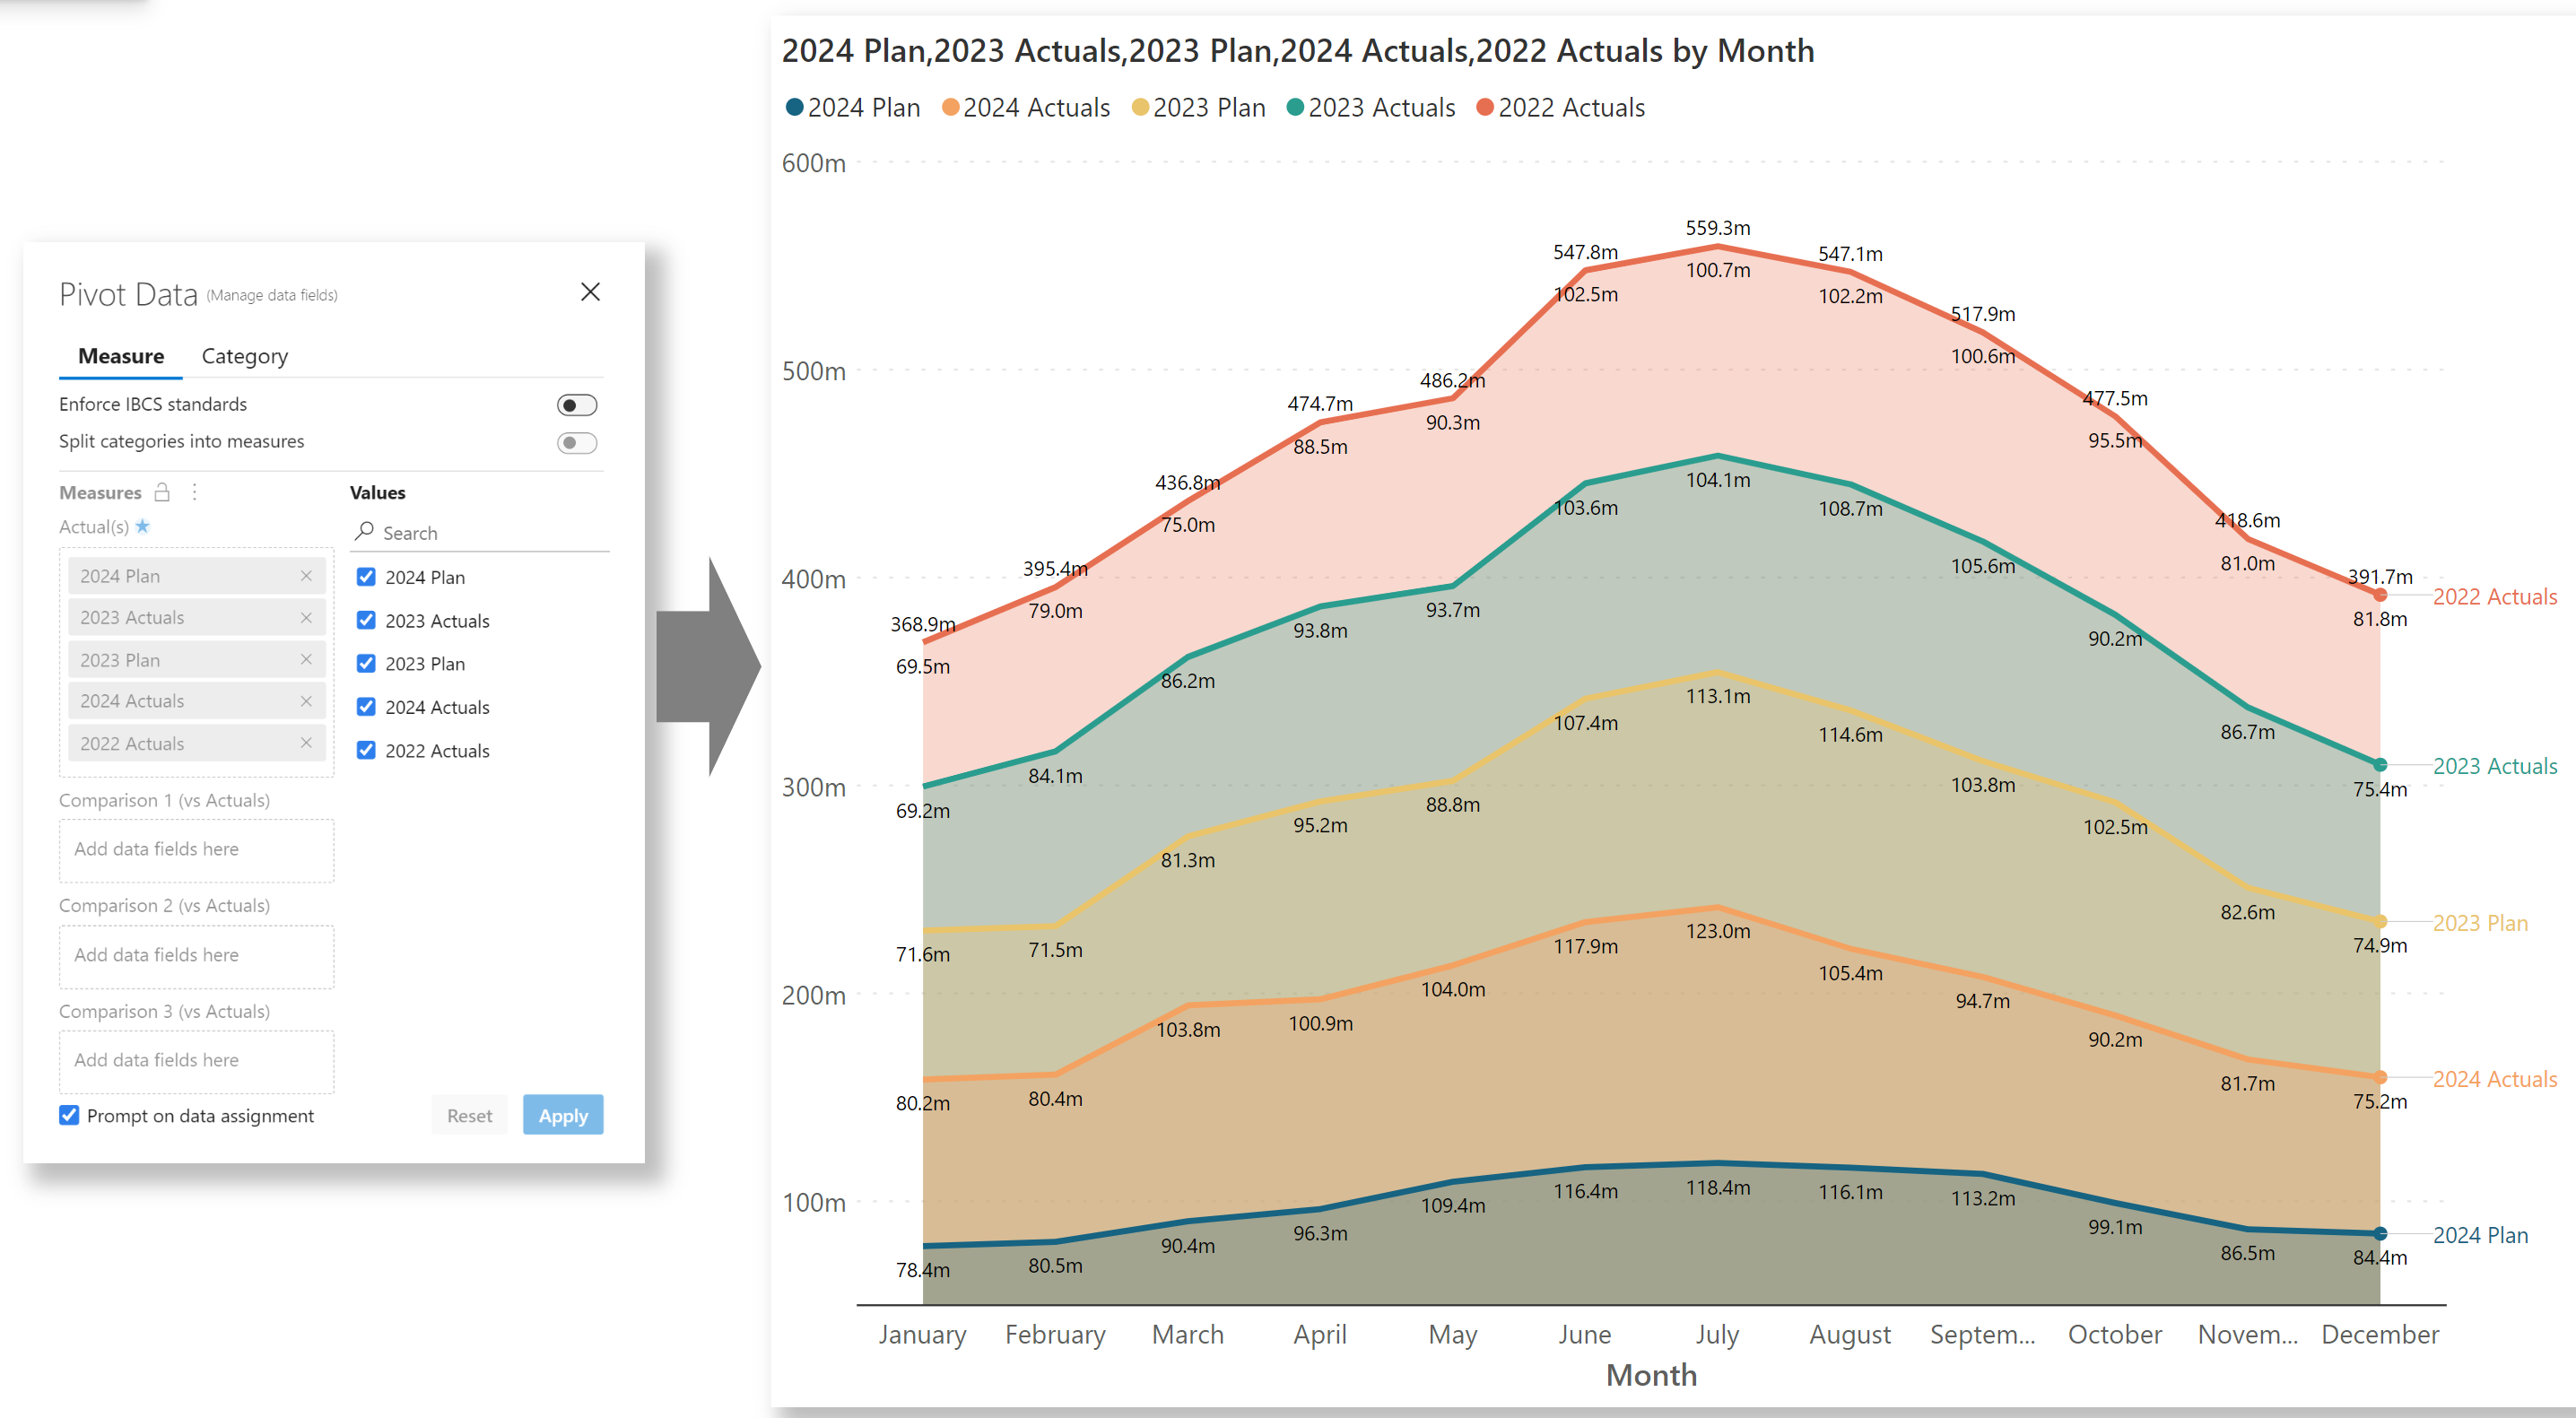 Pivot Data (Manage data fields)
Measure Category
Enforce IBCS standards
Split categories into measures
Measures Values
Actual(s)
Search
2024 Plan
2023 Actuals
2023 Plan
2024 Actuals
2022 Actuals
2024 Plan
2023 Actuals
2023 Plan
2024 Actuals
2022 Actuals
Comparison 1 (vs Actuals)
Add data fields here
Comparison 2 (vs Actuals)
Add data fields here
Comparison 3 (vs Actuals)
Add data fields here
Prompt on data assignment Reset Apply
2024 Plan,2023 Actuals,2023 Plan,2024 Actuals,2022 Actuals by Month
2024 Plan 2024 Actuals 2023 Plan 2023 Actuals 2022 Actuals
600m
500m
400m
300m
200m
100m
368.9m 395.4m 436.8m 474.7m 486.2m 547.8m 559.3m 547.1m 517.9m 477.5m 418.6m 391.7m
69.5m 79.0m 75.0m 88.5m 90.3m 102.5m 100.7m 102.2m 100.6m 95.5m 81.0m 81.8m
2022 Actuals
69.2m 84.1m 86.2m 93.8m 93.7m 103.6m 104.1m 108.7m 105.6m 90.2m 86.7m 75.4m
2023 Actuals
71.6m 71.5m 81.3m 95.2m 88.8m 107.4m 113.1m 114.6m 103.8m 102.5m 82.6m 74.9m
2023 Plan
80.2m 80.4m 103.8m 100.9m 104.0m 117.9m 123.0m 105.4m 94.7m 90.2m 81.7m 75.2m
2024 Actuals
78.4m 80.5m 90.4m 96.3m 109.4m 116.4m 118.4m 116.1m 113.2m 99.1m 86.5m 84.4m
2024 Plan
January February March April May June July August Septem... October Novem... December
Month